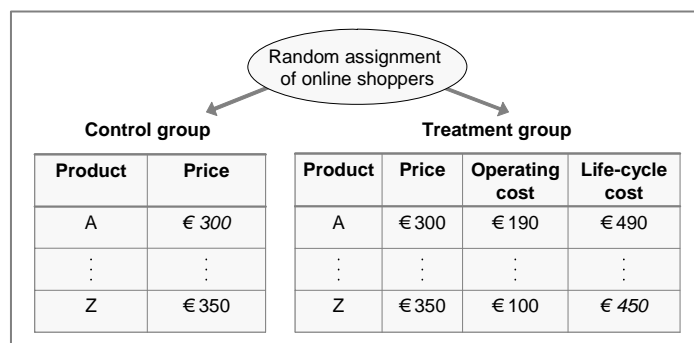 Random assignment
of online shoppers
Control group
Product Price
A € 300
⋮ ⋮
Z € 350
Treatment group
Product Price Operating cost Life-cycle cost
A € 300 € 190 € 490
⋮ ⋮ ⋮ ⋮
Z € 350 € 100 € 450